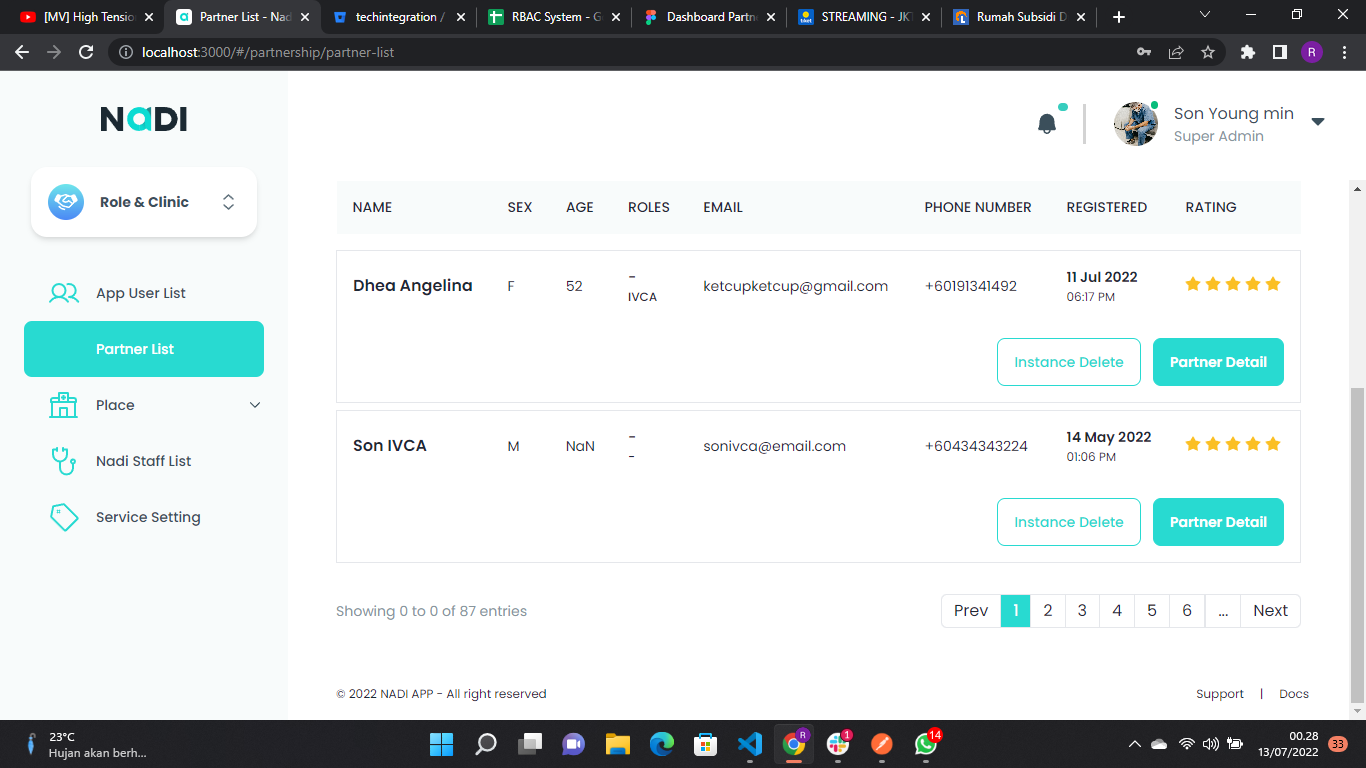 [MV] High Tensio
Partner List - Nad
techintegration /
RBAC System - G
Dashboard Partn
STREAMING - JK
Rumah Subsidi D
localhost:3000/#/partnership/partner-list
R
NaDI
Son Young min
Super Admin
Role & Clinic
App User List
Partner List
Place
Nadi Staff List
Service Setting
NAME SEX AGE ROLES EMAIL PHONE NUMBER REGISTERED RATING
Dhea Angelina F 52 - ketcupketcup@gmail.com +60191341492 11 Jul 2022
IVCA 06:17 PM
Instance Delete Partner Detail
Son IVCA M NaN - sonivca@email.com +60434343224 14 May 2022
- 01:06 PM
Instance Delete Partner Detail
Showing 0 to 0 of 87 entries
Prev 1 2 3 4 5 6 ... Next
© 2022 NADI APP - All right reserved
Support | Docs
23°C
Hujan akan berh...
R
1
14
00.28
13/07/2022
33